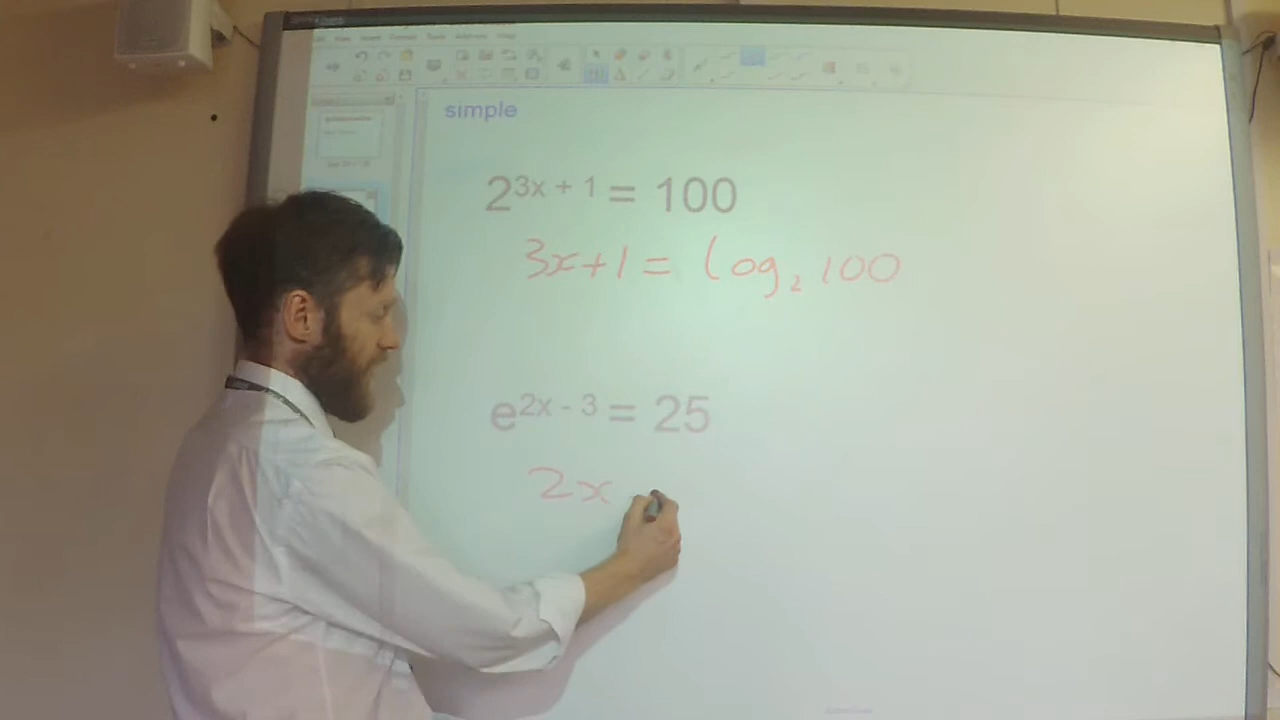 simple
2^{3x + 1} = 100
3x+1 = log₂ 100
e^{2x - 3} = 25
2x